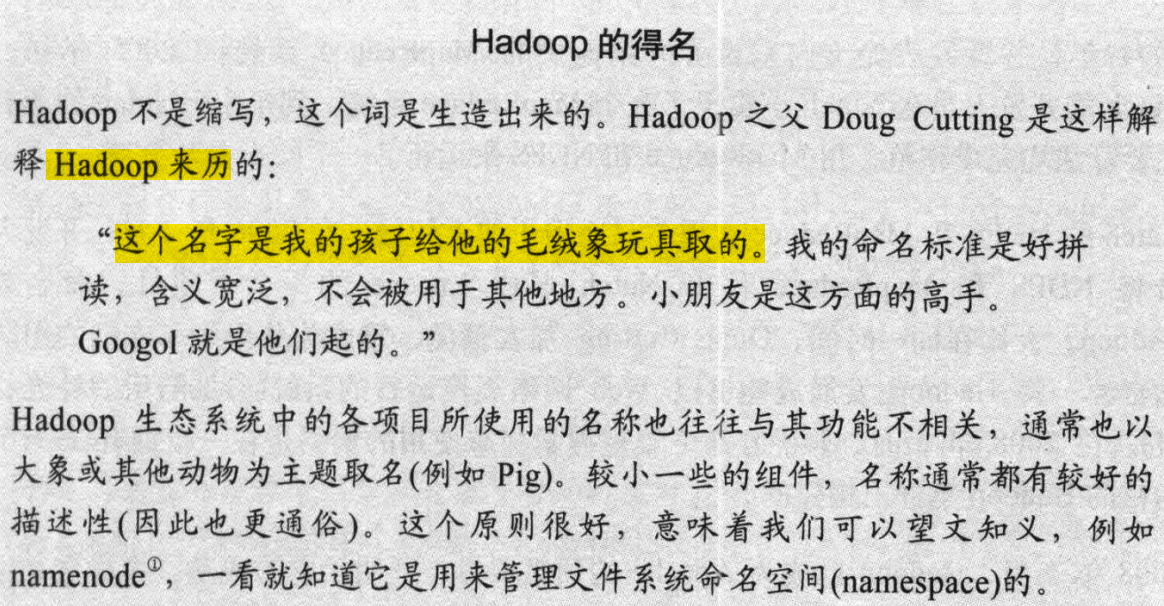 Hadoop 的得名
Hadoop 不是缩写，这个词是生造出来的。Hadoop 之父 Doug Cutting 是这样解
释 Hadoop 来历的：
“这个名字是我的孩子给他的毛绒象玩具取的。我的命名标准是好拼
读，含义宽泛，不会被用于其他地方。小朋友是这方面的高手。
Googol 就是他们起的。”
Hadoop 生态系统中的各项目所使用的名称也往往与其功能不相关，通常也以
大象或其他动物为主题取名(例如 Pig)。较小一些的组件，名称通常都有较好的
描述性(因此也更通俗)。这个原则很好，意味着我们可以望文知义，例如
namenode①，一看就知道它是用来管理文件系统命名空间(namespace)的。